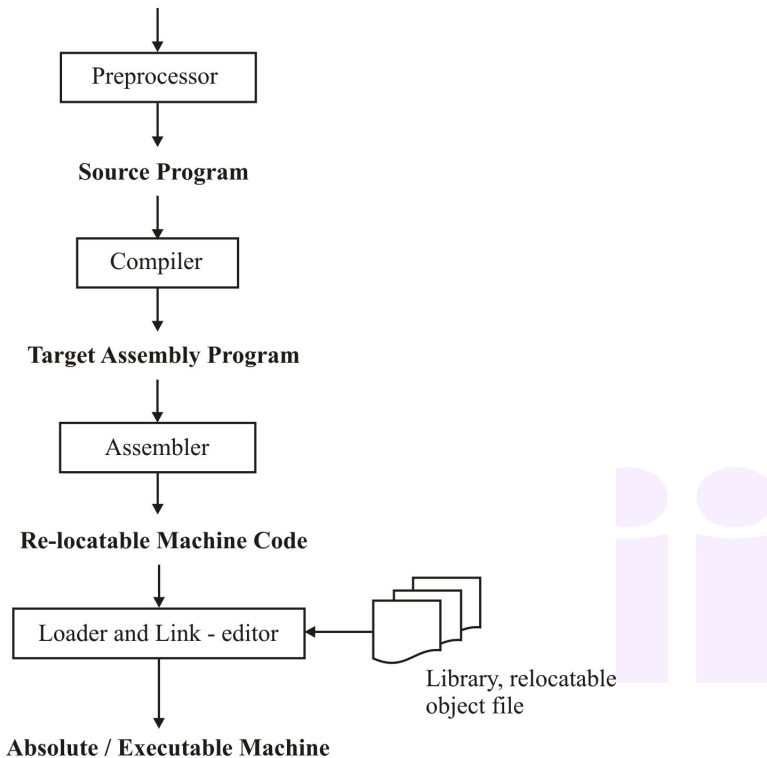 Preprocessor
Source Program
Compiler
Target Assembly Program
Assembler
Re-locatable Machine Code
Loader and Link - editor
Library, relocatable
object file
Absolute / Executable Machine